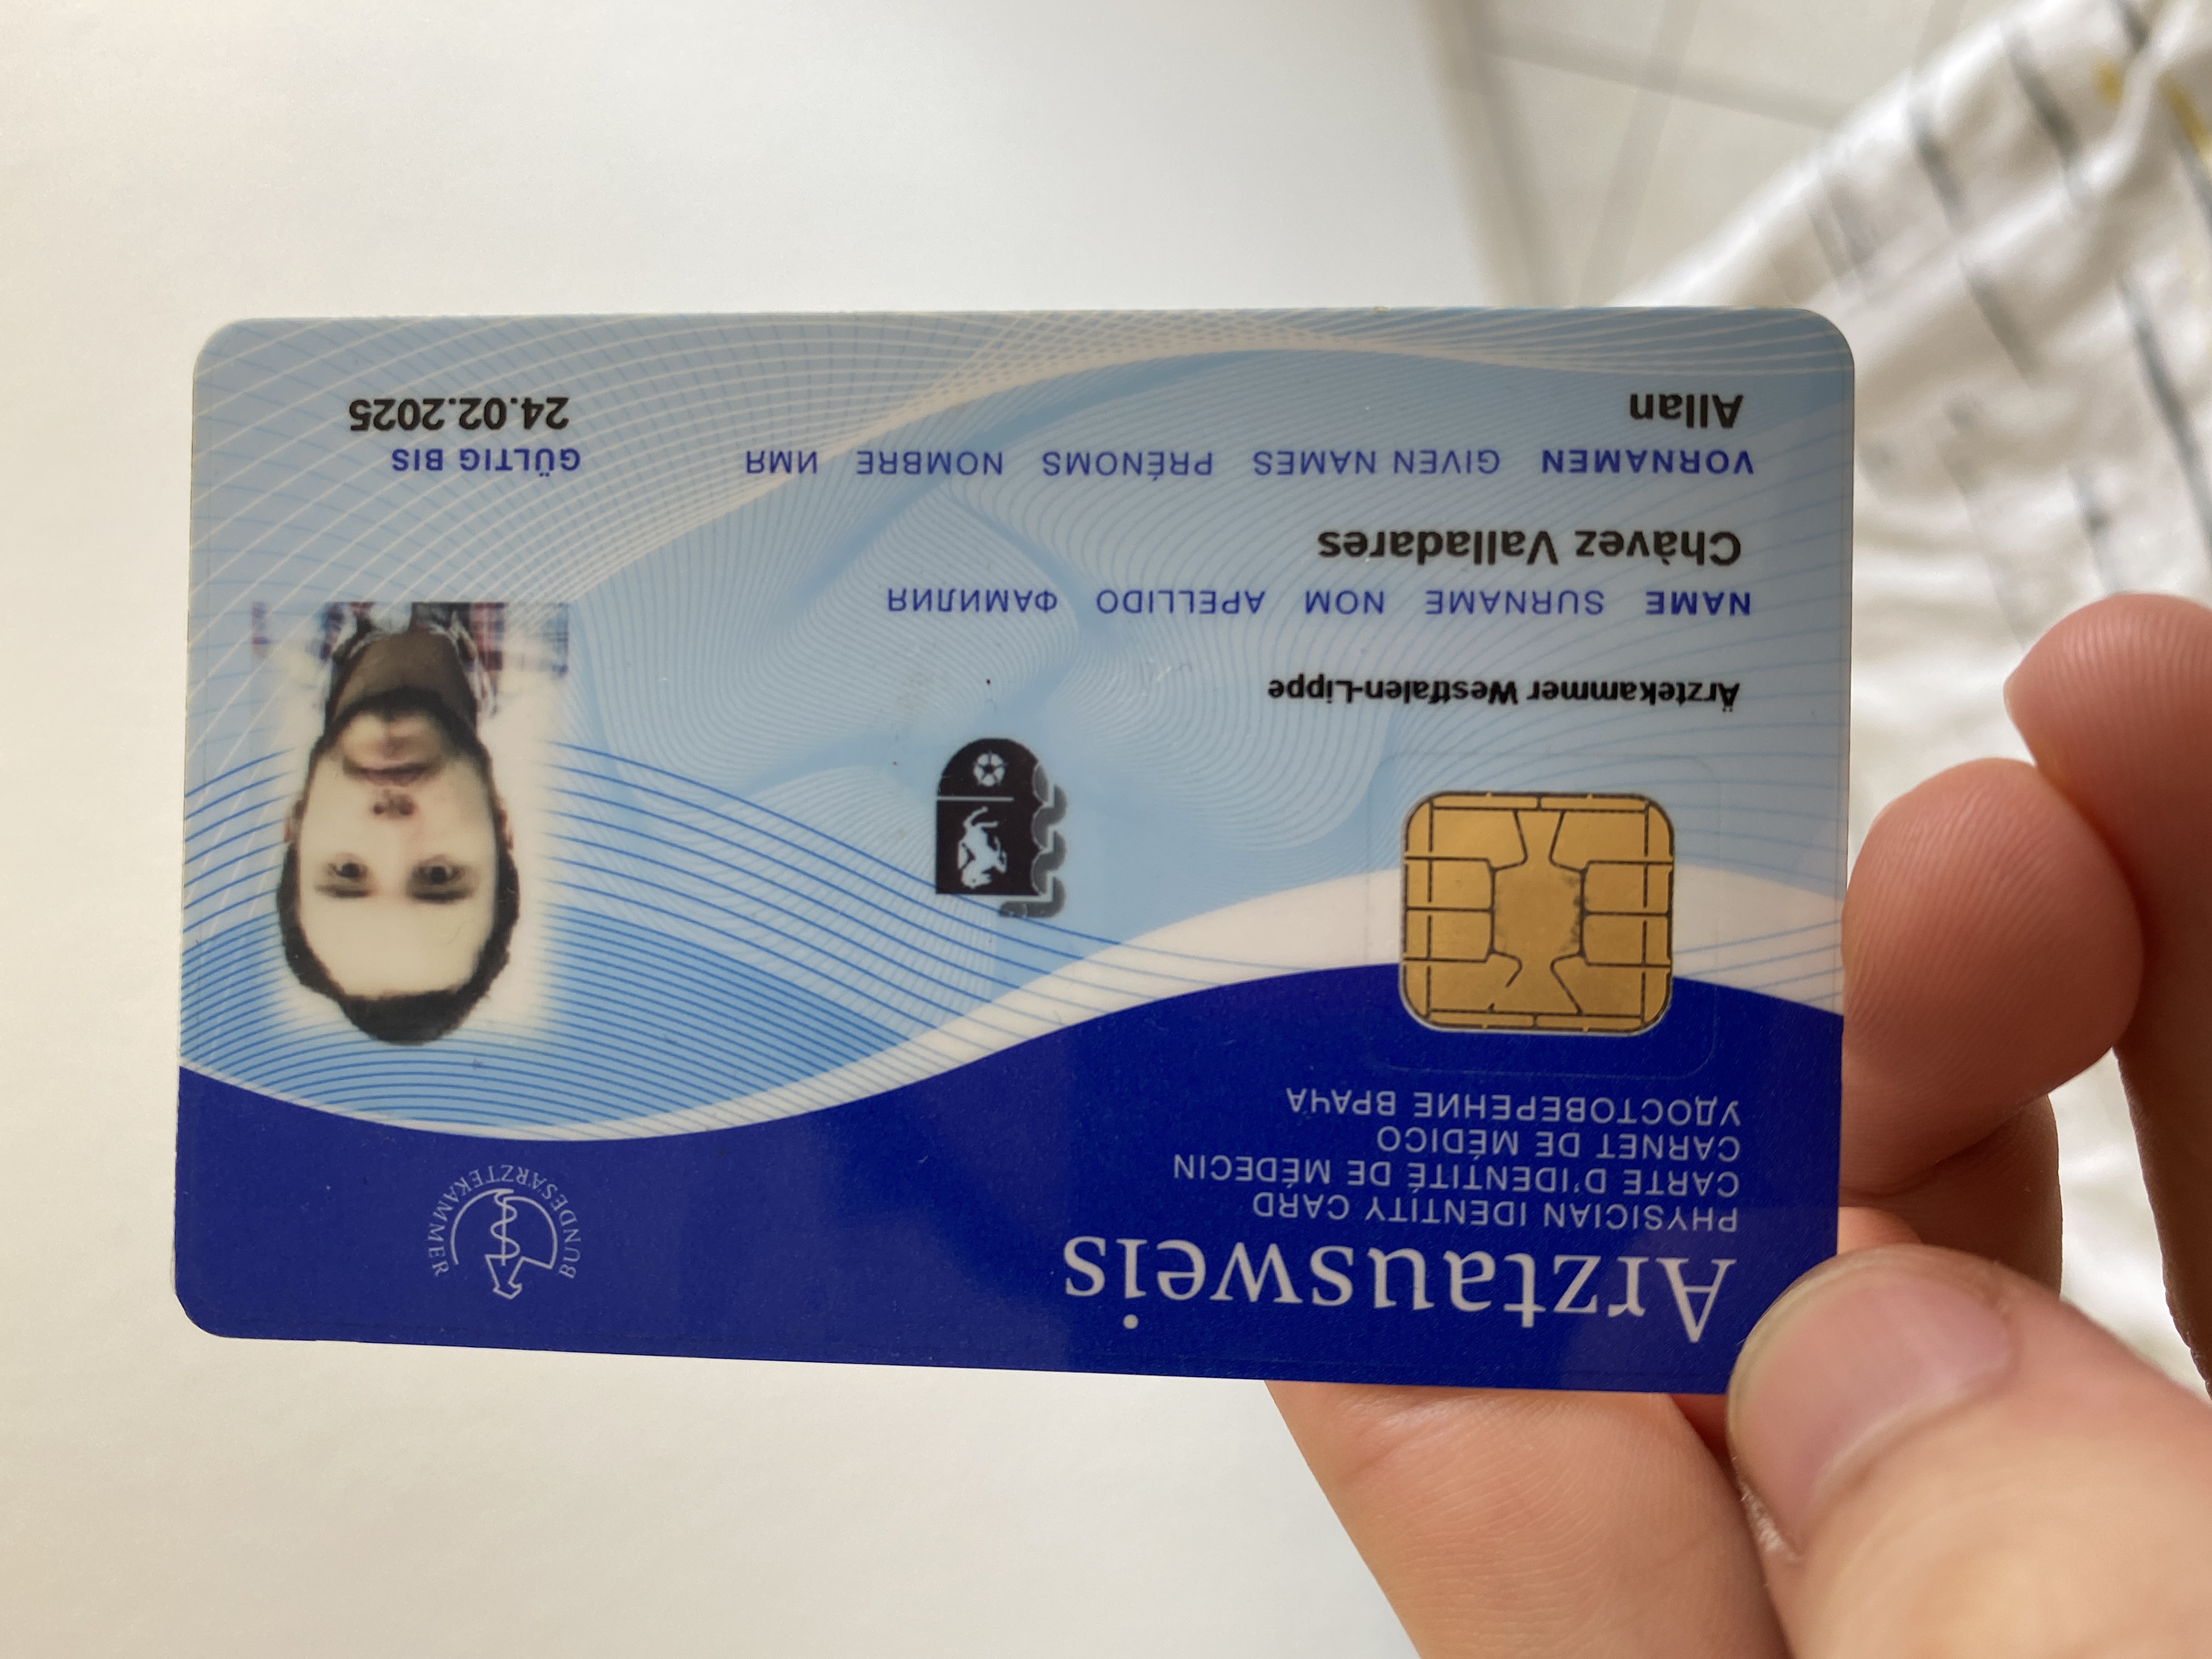 Arztausweis
PHYSICIAN IDENTITY CARD
CARTE D'IDENTITÉ DE MÉDECIN
CARNET DE MÉDICO
УДОСТОВЕРЕНИЕ ВРАЧА
BUNDESÄRZTEKAMMER
Ärztekammer Westfalen-Lippe
NAME SURNAME NOM APELLIDO ФАМИЛИЯ
Chàvez Valladares
VORNAMEN GIVEN NAMES PRÉNOMS NOMBRE ИМЯ
Allan
GÜLTIG BIS
24.02.2025